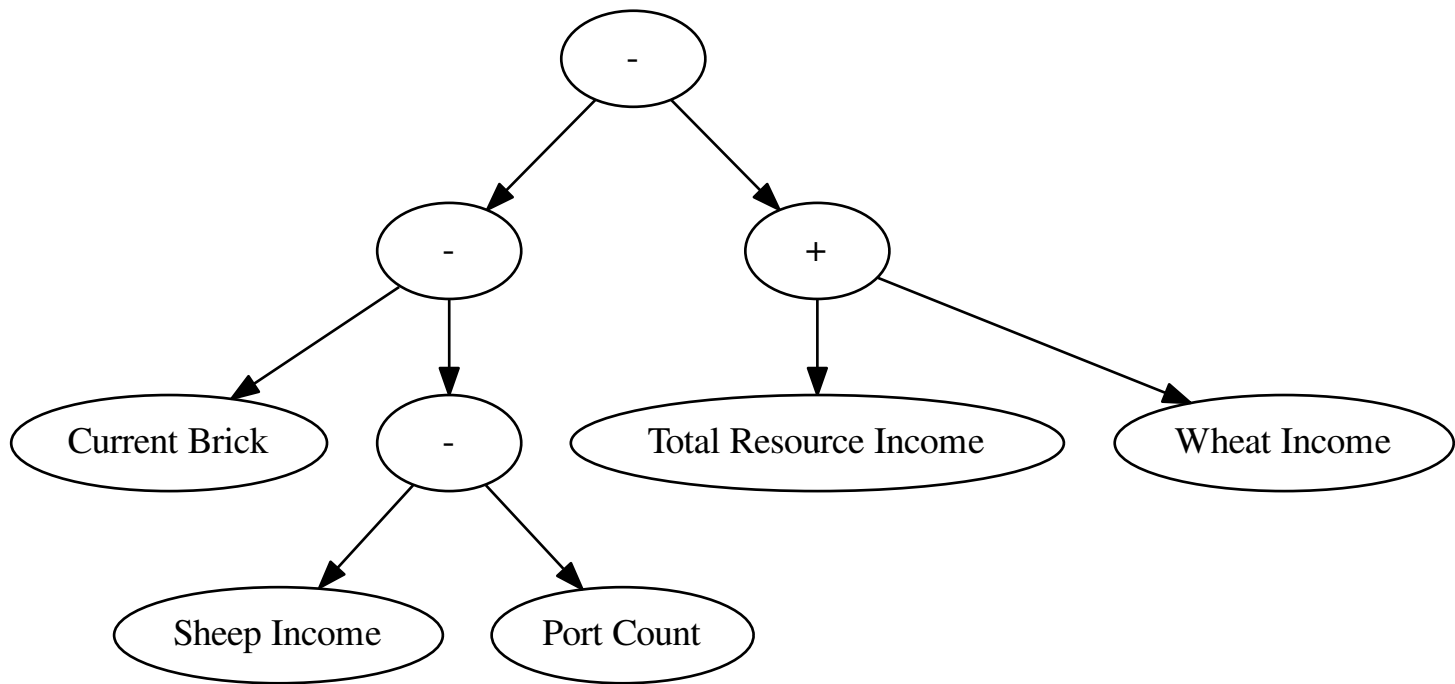 -
-
+
Current Brick
-
Total Resource Income
Wheat Income
Sheep Income
Port Count